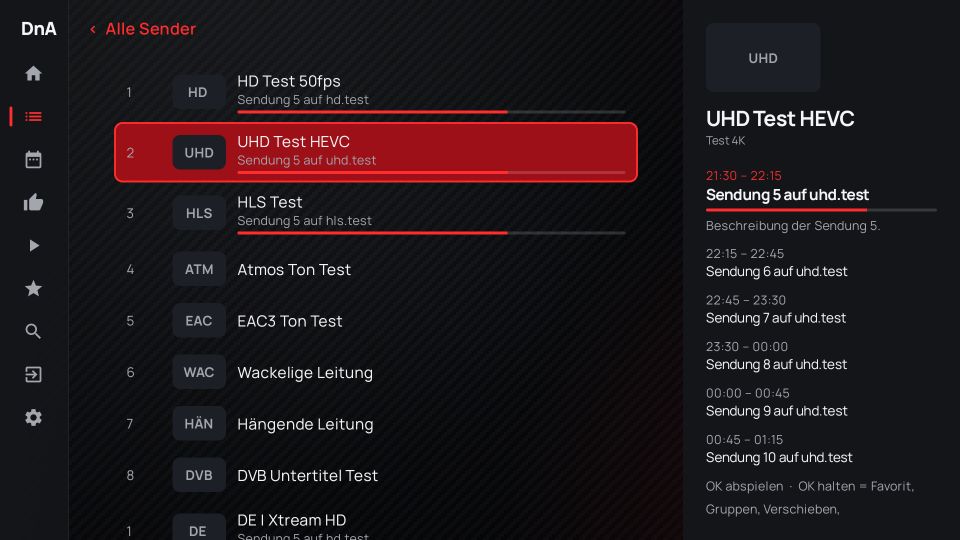 DnA
‹ Alle Sender
1 HD HD Test 50fps
Sendung 5 auf hd.test
2 UHD UHD Test HEVC
Sendung 5 auf uhd.test
3 HLS HLS Test
Sendung 5 auf hls.test
4 ATM Atmos Ton Test
5 EAC EAC3 Ton Test
6 WAC Wackelige Leitung
7 HÄN Hängende Leitung
8 DVB DVB Untertitel Test
1 DE DE | Xtream HD
Sendung 5 auf hd.test
UHD
UHD Test HEVC
Test 4K
21:30 – 22:15
Sendung 5 auf uhd.test
Beschreibung der Sendung 5.
22:15 – 22:45
Sendung 6 auf uhd.test
22:45 – 23:30
Sendung 7 auf uhd.test
23:30 – 00:00
Sendung 8 auf uhd.test
00:00 – 00:45
Sendung 9 auf uhd.test
00:45 – 01:15
Sendung 10 auf uhd.test
OK abspielen · OK halten = Favorit,
Gruppen, Verschieben,